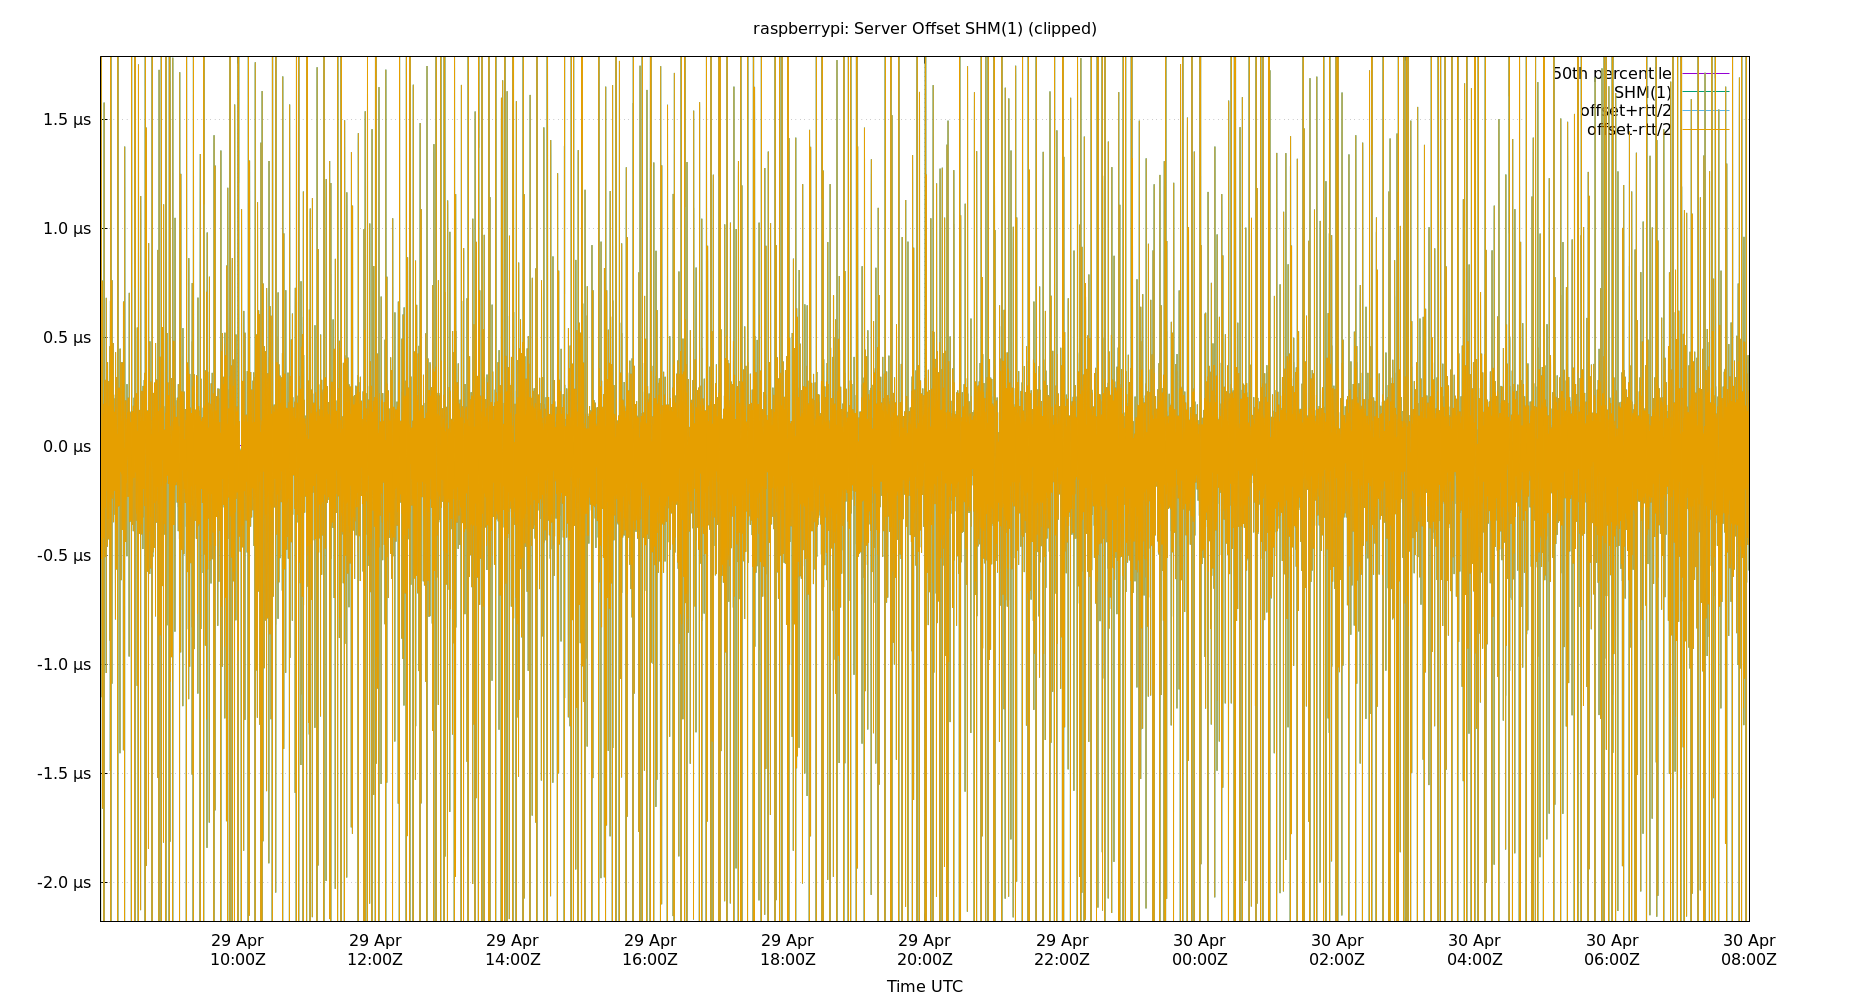 raspberrypi: Server Offset SHM(1) (clipped)
50th percentile
SHM(1)
offset+rtt/2
offset-rtt/2
1.5 µs
1.0 µs
0.5 µs
0.0 µs
-0.5 µs
-1.0 µs
-1.5 µs
-2.0 µs
29 Apr 29 Apr 29 Apr 29 Apr 29 Apr 29 Apr 29 Apr 30 Apr 30 Apr 30 Apr 30 Apr 30 Apr
10:00Z 12:00Z 14:00Z 16:00Z 18:00Z 20:00Z 22:00Z 00:00Z 02:00Z 04:00Z 06:00Z 08:00Z
Time UTC